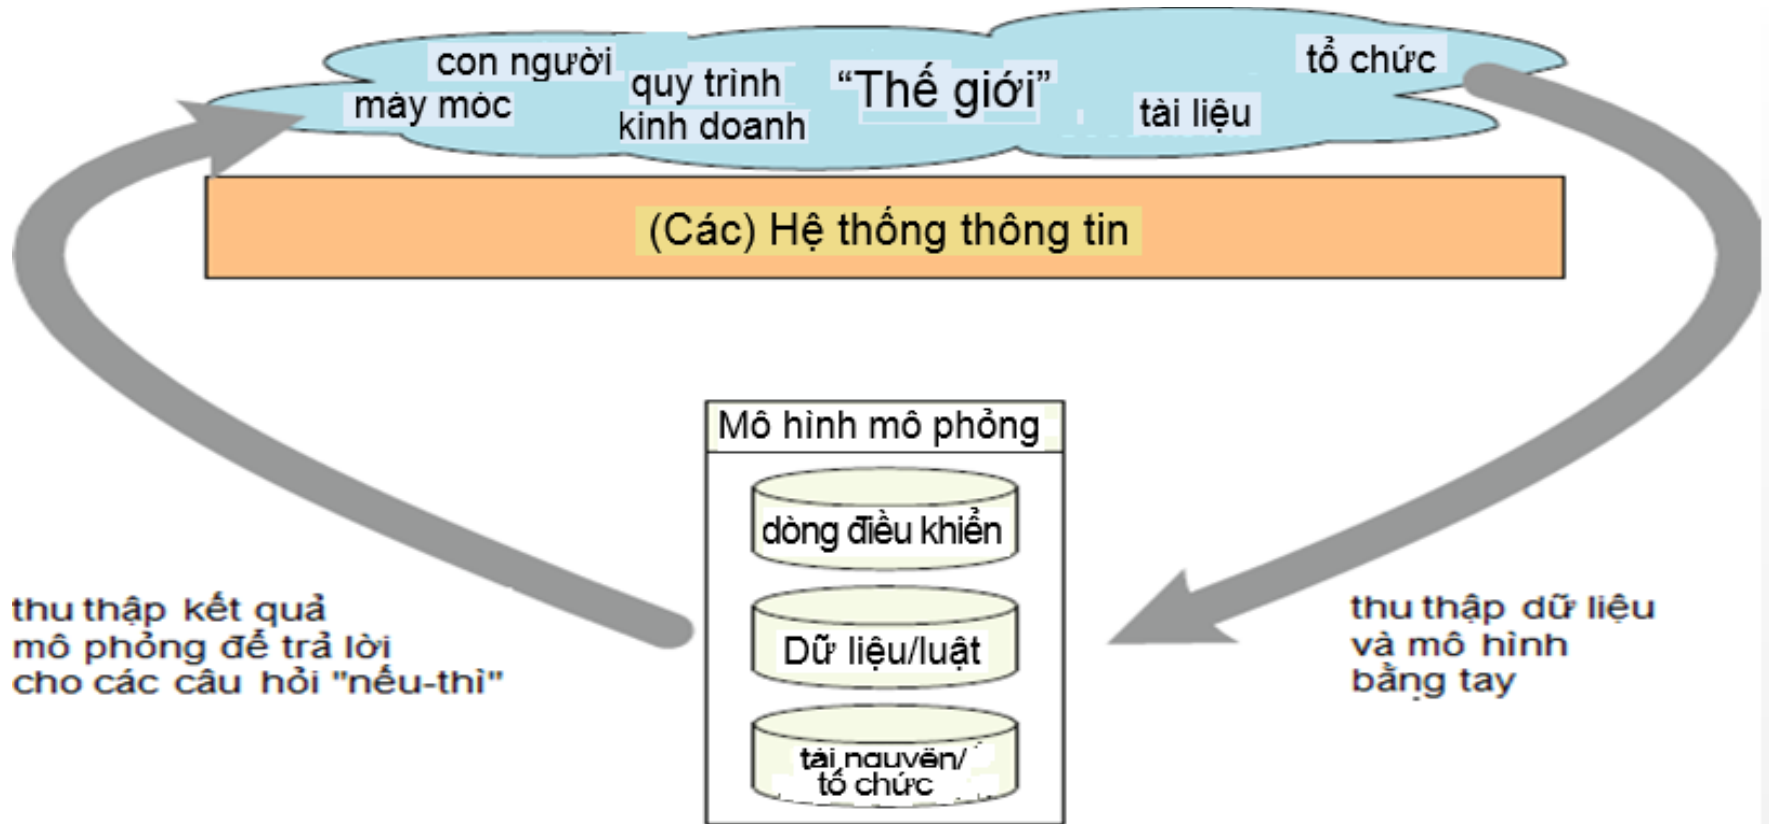 con người
máy móc
quy trình
kinh doanh
“Thế giới”
tài liệu
tổ chức
(Các) Hệ thống thông tin
Mô hình mô phỏng
dòng điều khiển
Dữ liệu/luật
tài nguyên/
tổ chức
thu thập kết quả
mô phỏng để trả lời
cho các câu hỏi "nếu-thì"
thu thập dữ liệu
và mô hình
bằng tay